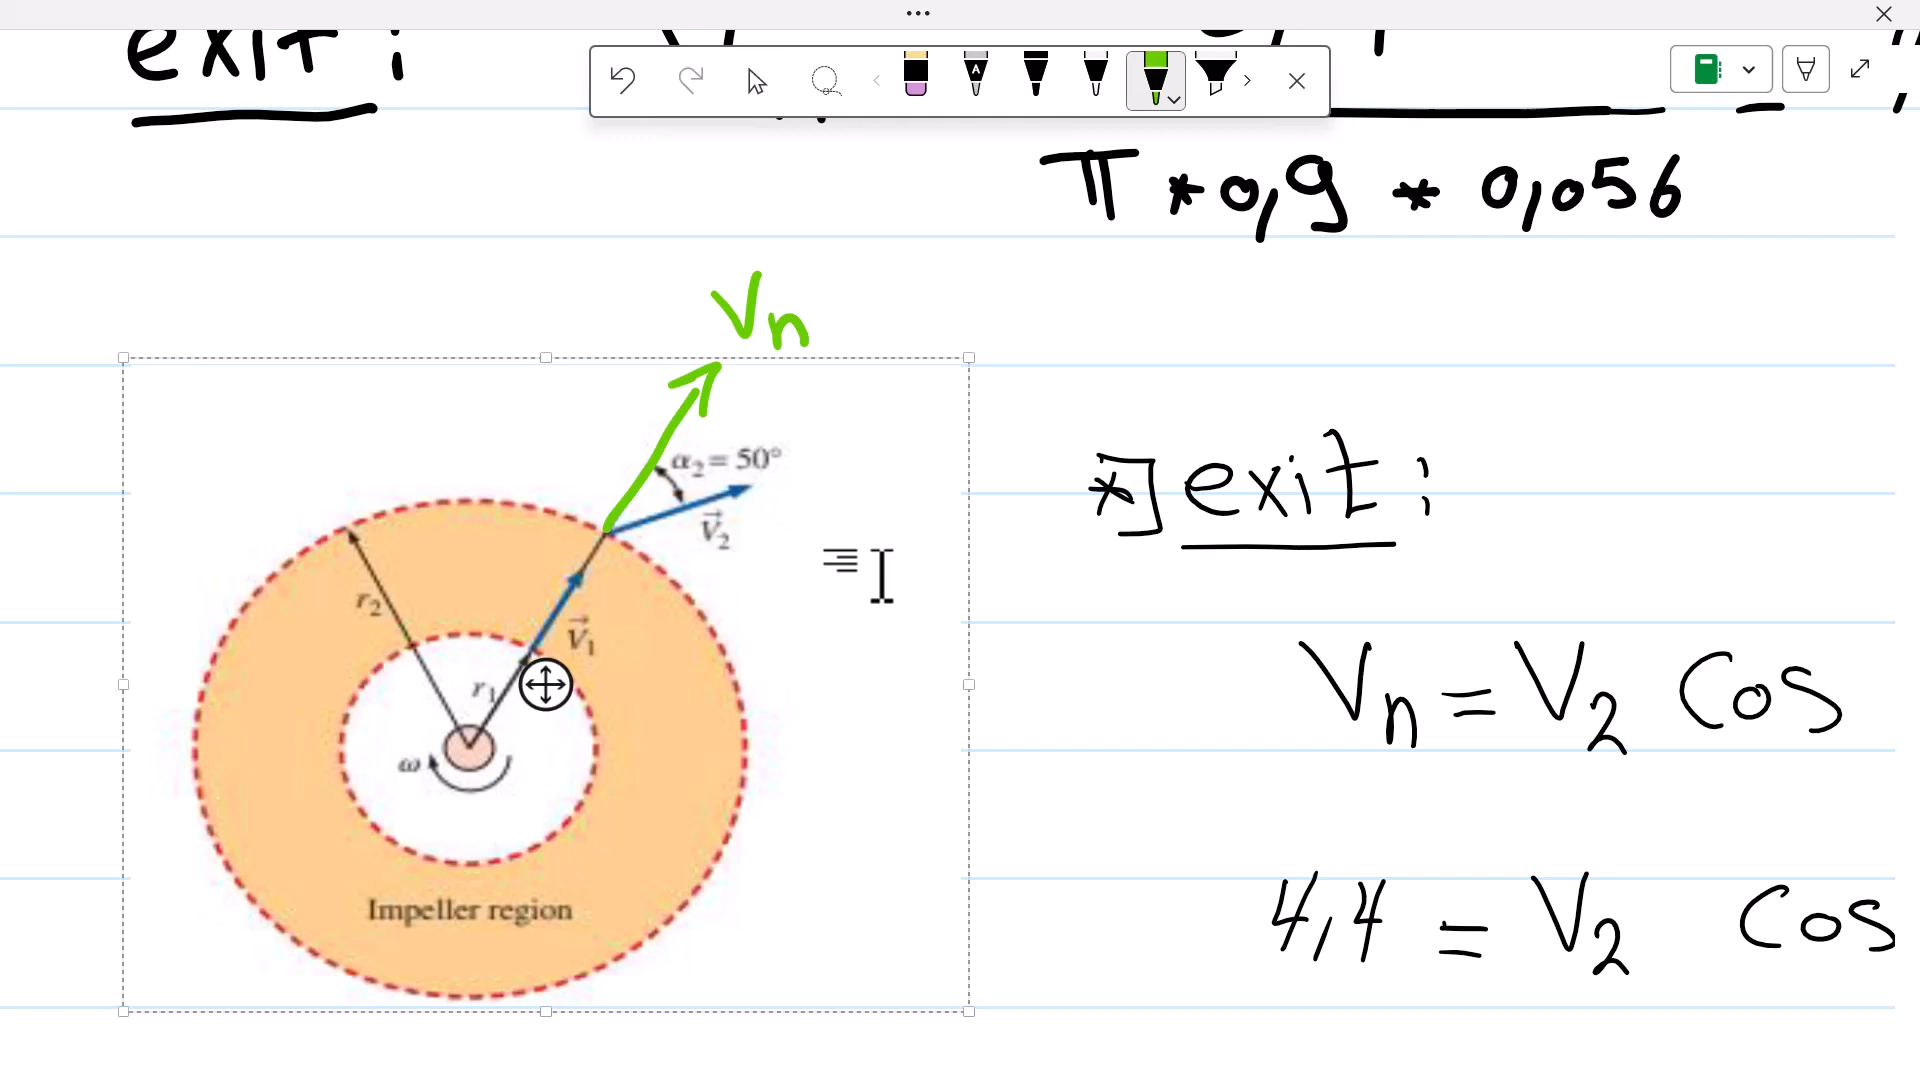 exit :
π * 0,9 * 0,056
Vn
α2 = 50°
V2
r2
V1
r1
ω
Impeller region
*] exit :
Vn = V2 Cos
4,4 = V2 Cos